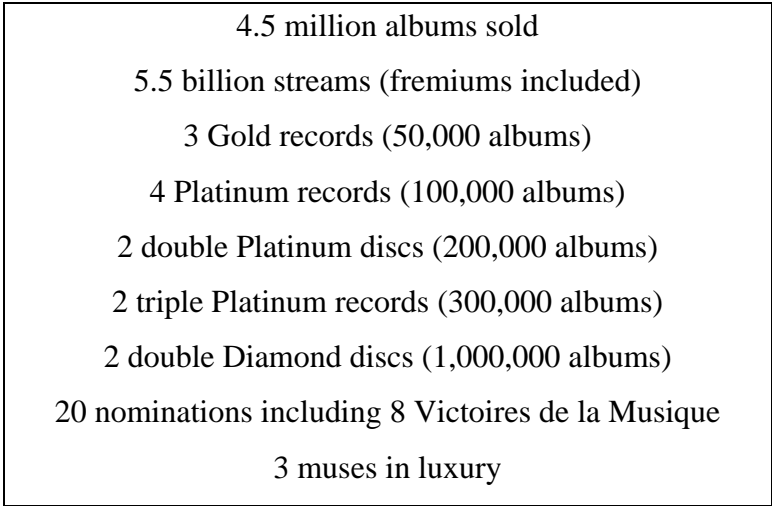 4.5 million albums sold
5.5 billion streams (fremiums included)
3 Gold records (50,000 albums)
4 Platinum records (100,000 albums)
2 double Platinum discs (200,000 albums)
2 triple Platinum records (300,000 albums)
2 double Diamond discs (1,000,000 albums)
20 nominations including 8 Victoires de la Musique
3 muses in luxury